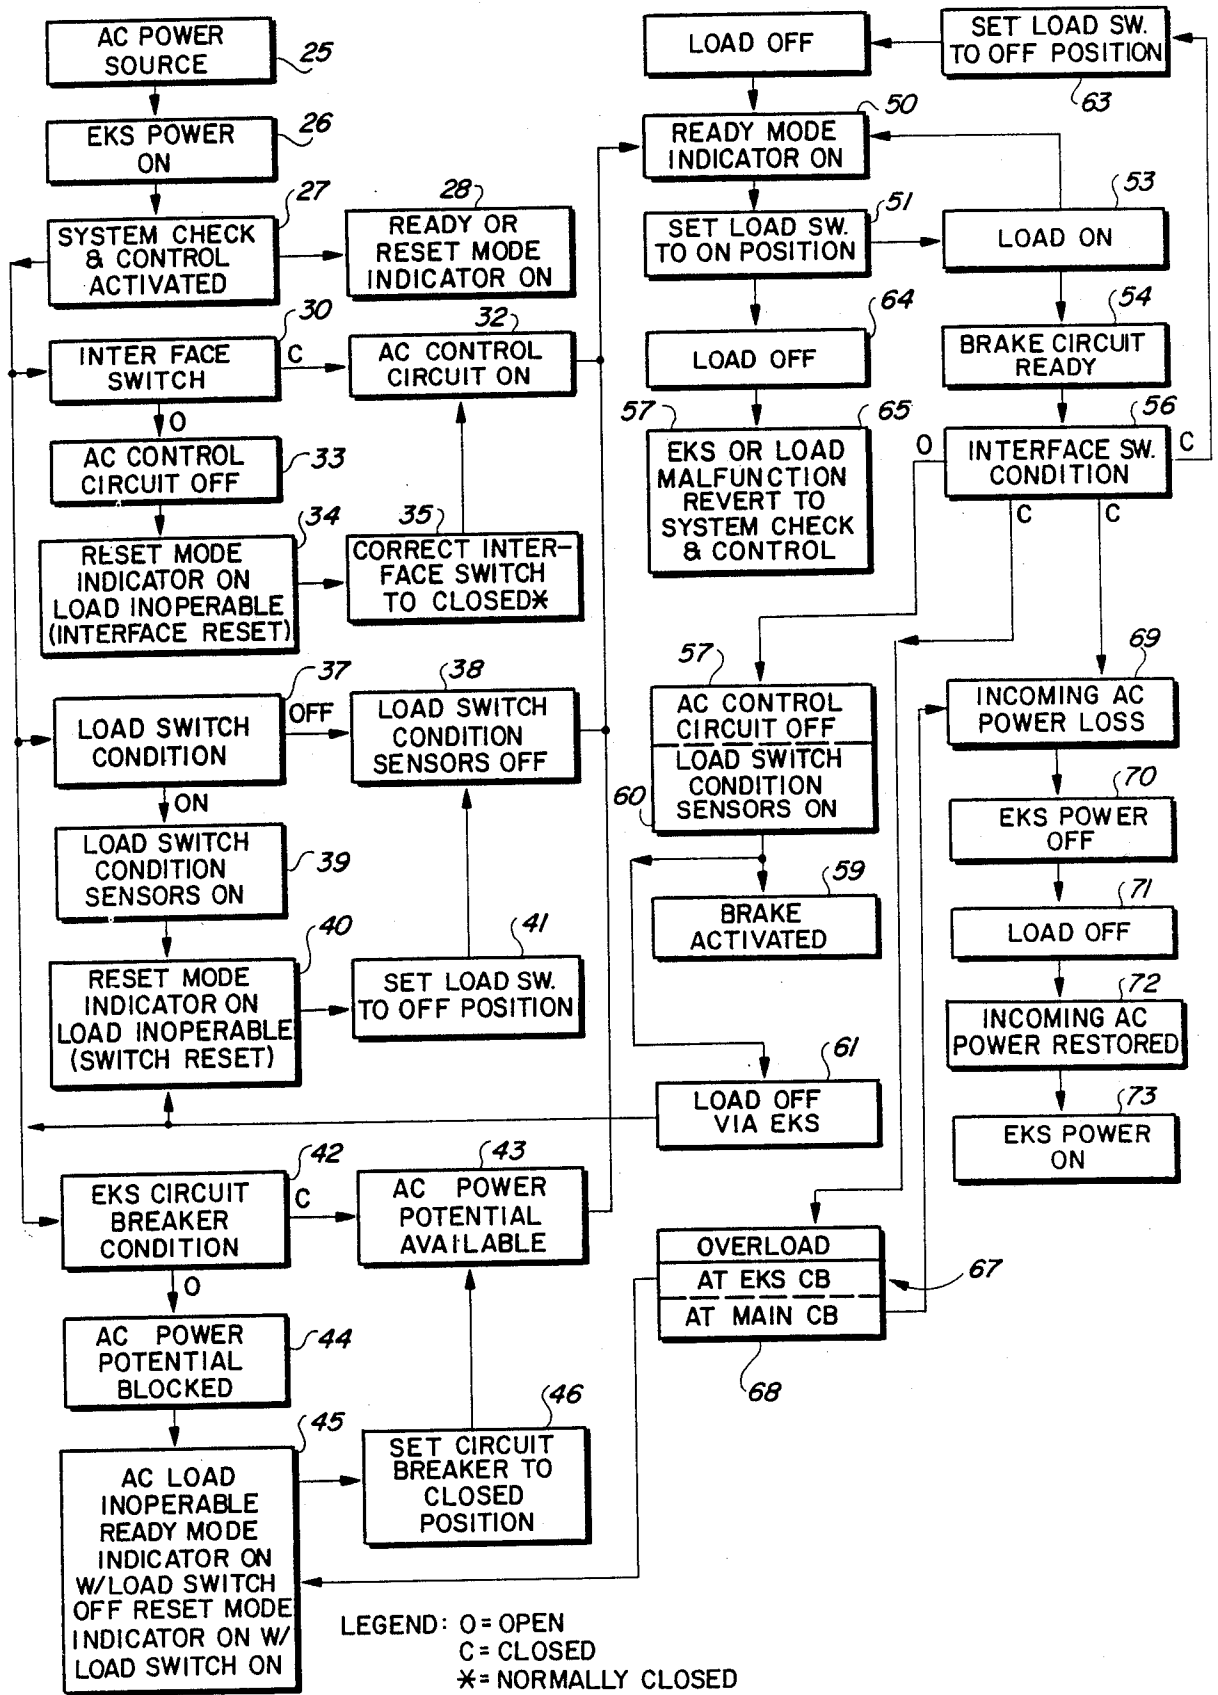 AC POWER
SOURCE
25
EKS POWER
ON
26
SYSTEM CHECK
& CONTROL
ACTIVATED
27
READY OR
RESET MODE
INDICATOR ON
28
INTER FACE
SWITCH
30
C
AC CONTROL
CIRCUIT ON
32
O
AC CONTROL
CIRCUIT OFF
33
RESET MODE
INDICATOR ON
LOAD INOPERABLE
(INTERFACE RESET)
34
CORRECT INTER-
FACE SWITCH
TO CLOSED*
35
LOAD SWITCH
CONDITION
37
OFF
LOAD SWITCH
CONDITION
SENSORS OFF
38
ON
LOAD SWITCH
CONDITION
SENSORS ON
39
RESET MODE
INDICATOR ON
LOAD INOPERABLE
(SWITCH RESET)
40
SET LOAD SW.
TO OFF POSITION
41
EKS CIRCUIT
BREAKER
CONDITION
42
C
AC POWER
POTENTIAL
AVAILABLE
43
O
AC POWER
POTENTIAL
BLOCKED
44
AC LOAD
INOPERABLE
READY MODE
INDICATOR ON
W/LOAD SWITCH
OFF RESET MODE
INDICATOR ON W/
LOAD SWITCH ON
45
SET CIRCUIT
BREAKER TO
CLOSED
POSITION
46
LOAD OFF
SET LOAD SW.
TO OFF POSITION
63
READY MODE
INDICATOR ON
50
SET LOAD SW.
TO ON POSITION
51
LOAD ON
53
LOAD OFF
64
BRAKE CIRCUIT
READY
54
EKS OR LOAD
MALFUNCTION
REVERT TO
SYSTEM CHECK
& CONTROL
57
65
INTERFACE SW.
CONDITION
56
O
C
C
C
AC CONTROL
CIRCUIT OFF
57
LOAD SWITCH
CONDITION
SENSORS ON
60
BRAKE
ACTIVATED
59
LOAD OFF
VIA EKS
61
OVERLOAD
AT EKS CB
AT MAIN CB
67
68
INCOMING AC
POWER LOSS
69
EKS POWER
OFF
70
LOAD OFF
71
INCOMING AC
POWER RESTORED
72
EKS POWER
ON
73
LEGEND: O = OPEN
C = CLOSED
*= NORMALLY CLOSED